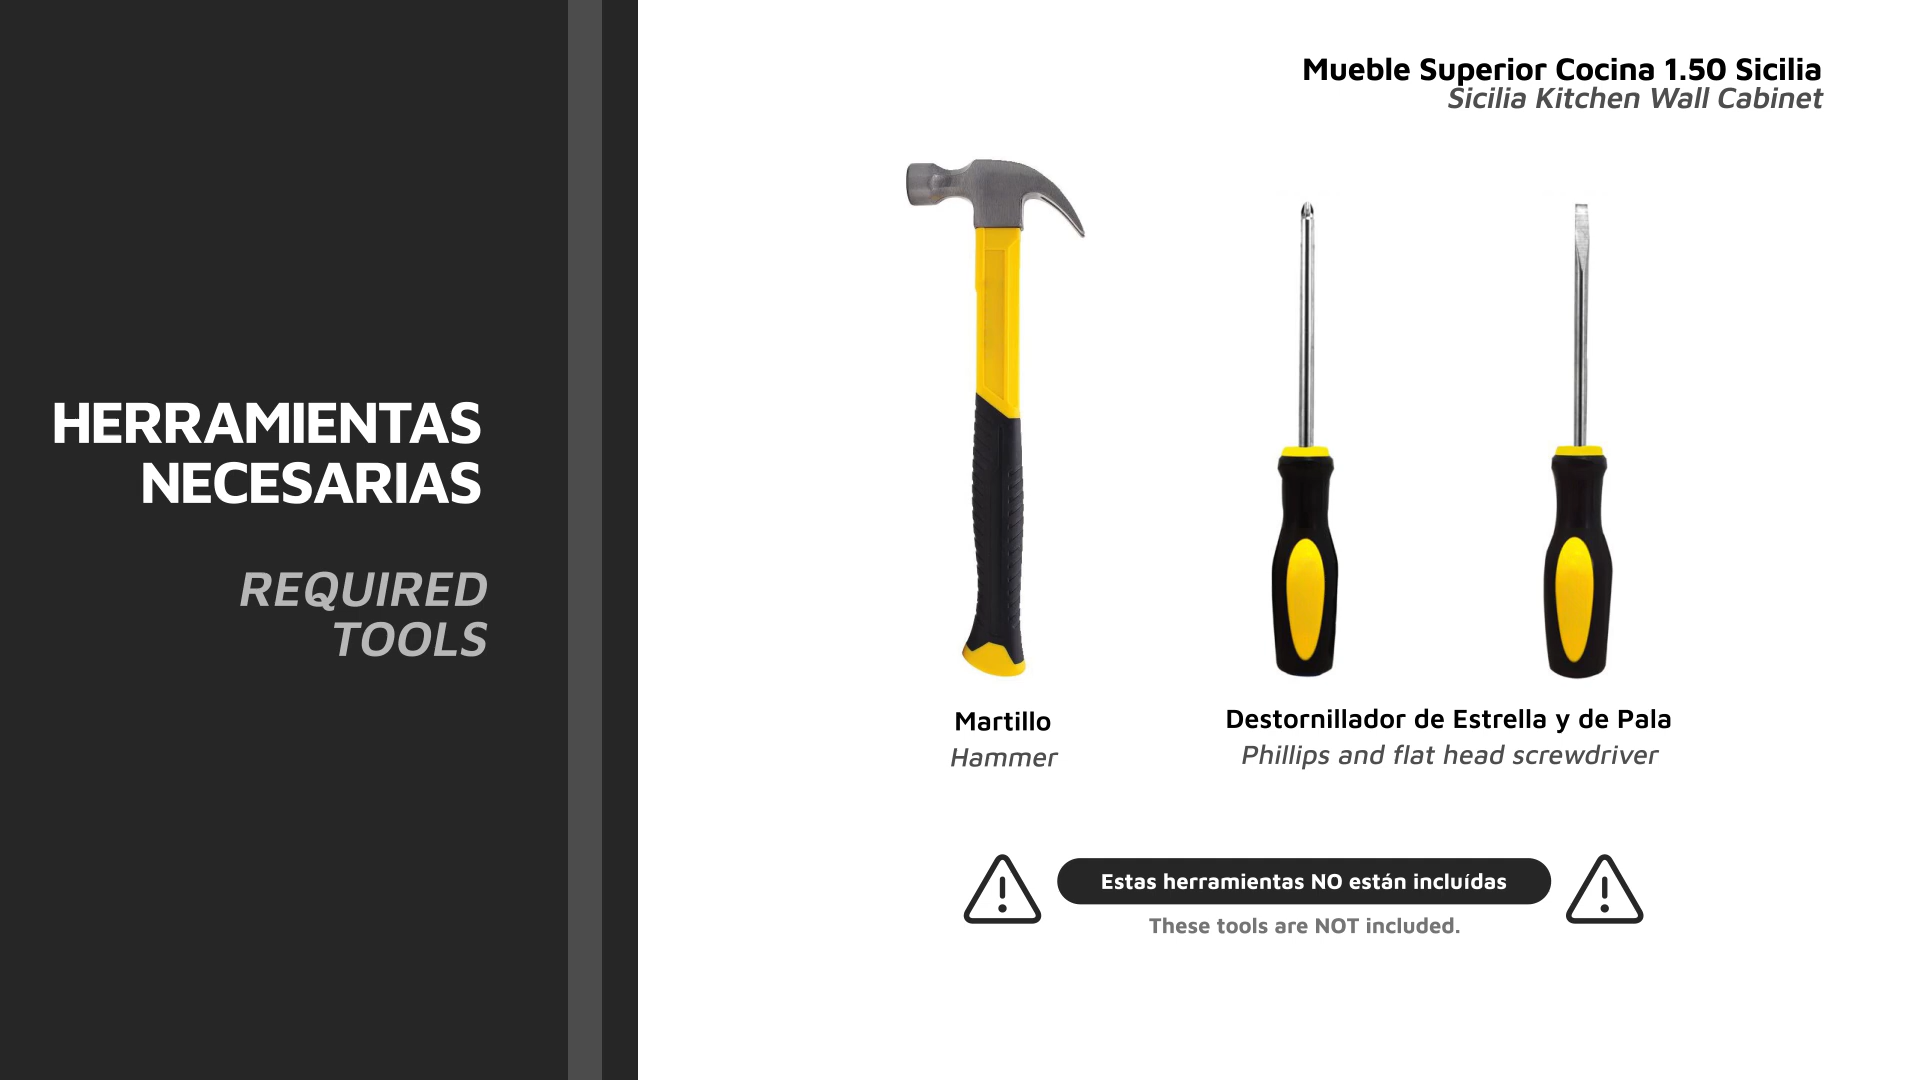 HERRAMIENTAS
NECESARIAS
REQUIRED
TOOLS
Mueble Superior Cocina 1.50 Sicilia
Sicilia Kitchen Wall Cabinet
Martillo
Hammer
Destornillador de Estrella y de Pala
Phillips and flat head screwdriver
Estas herramientas NO están incluídas
These tools are NOT included.